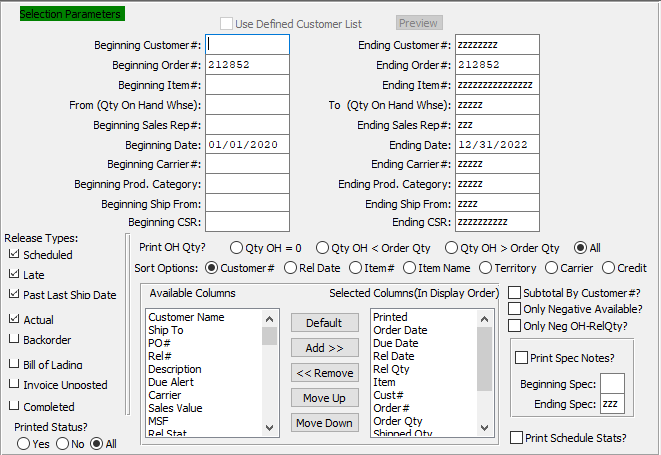 Selection Parameters
Use Defined Customer List Preview
Beginning Customer#: Ending Customer#: zzzzzzzz
Beginning Order#: 212852 Ending Order#: 212852
Beginning Item#: Ending Item#: zzzzzzzzzzzzzzz
From (Qty On Hand Whse): To (Qty On Hand Whse): zzzzz
Beginning Sales Rep#: Ending Sales Rep#: zzz
Beginning Date: 01/01/2020 Ending Date: 12/31/2022
Beginning Carrier#: Ending Carrier#: zzzzz
Beginning Prod. Category: Ending Prod. Category: zzzzz
Beginning Ship From: Ending Ship From: zzzz
Beginning CSR: Ending CSR: zzzzzzzzzz
Release Types:
Scheduled
Late
Past Last Ship Date
Actual
Backorder
Bill of Lading
Invoice Unposted
Completed
Printed Status?
Yes No All
Print OH Qty? Qty OH = 0 Qty OH < Order Qty Qty OH > Order Qty All
Sort Options: Customer# Rel Date Item# Item Name Territory Carrier Credit
Available Columns
Customer Name
Ship To
PO#
Rel#
Description
Due Alert
Carrier
Sales Value
MSF
Rel Stat
Default
Add >>
<< Remove
Move Up
Move Down
Selected Columns(In Display Order)
Printed
Order Date
Due Date
Rel Date
Rel Qty
Item
Cust#
Order#
Order Qty
Shipped Qty
Subtotal By Customer#?
Only Negative Available?
Only Neg OH-RelQty?
Print Spec Notes?
Beginning Spec:
Ending Spec: zzz
Print Schedule Stats?